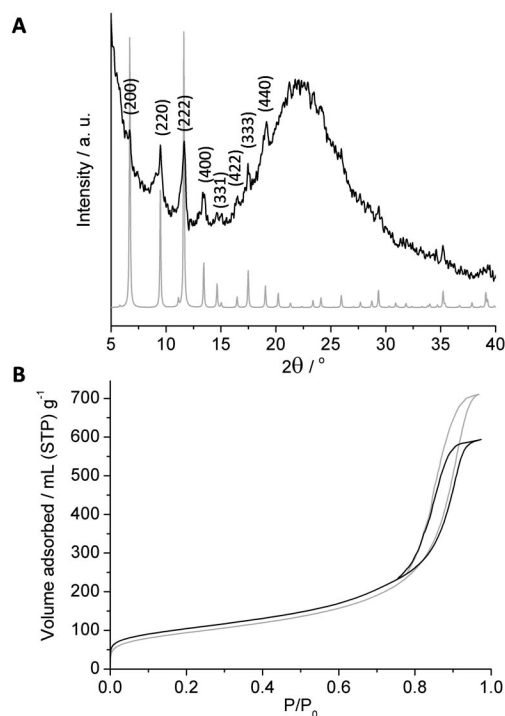 A
Intensity / a. u.
(200)
(220)
(222)
(400)
(331)
(422)
(333)
(440)
5 10 15 20 25 30 35 40
2θ / °
B
Volume adsorbed / mL (STP) g⁻¹
700
600
500
400
300
200
100
0
0.0 0.2 0.4 0.6 0.8 1.0
P/P₀